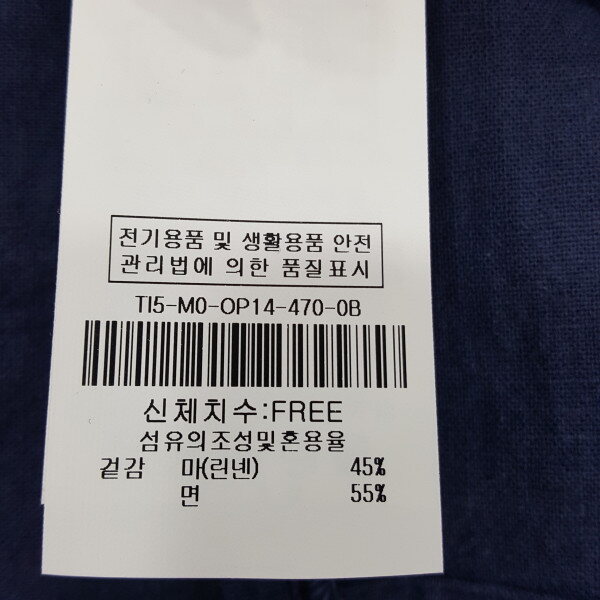 전기용품 및 생활용품 안전
관리법에 의한 품질표시
TI5-M0-OP14-470-0B
신체치수:FREE
섬유의조성및혼용율
겉감 마(린넨) 45%
면 55%